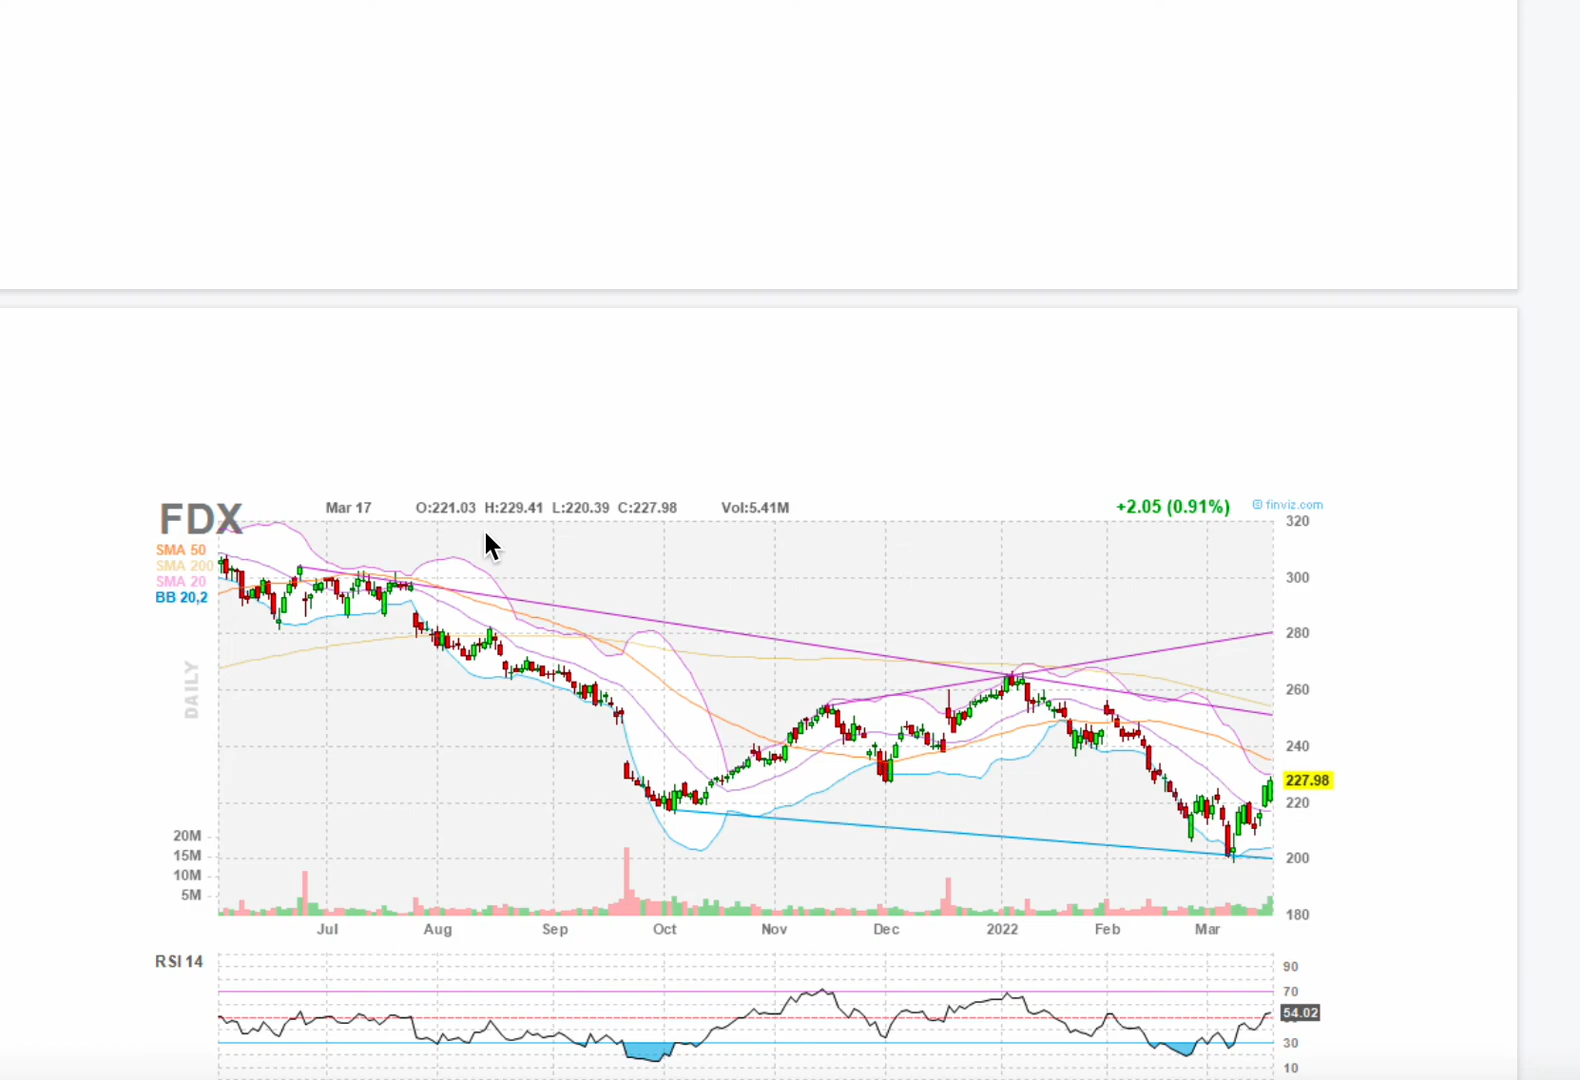 FDX
Mar 17 O:221.03 H:229.41 L:220.39 C:227.98 Vol:5.41M +2.05 (0.91%) © finviz.com
SMA 50
SMA 200
SMA 20
BB 20,2
DAILY
320
300
280
260
240
227.98
220
200
180
20M
15M
10M
5M
Jul Aug Sep Oct Nov Dec 2022 Feb Mar
RSI 14
90
70
54.02
30
10